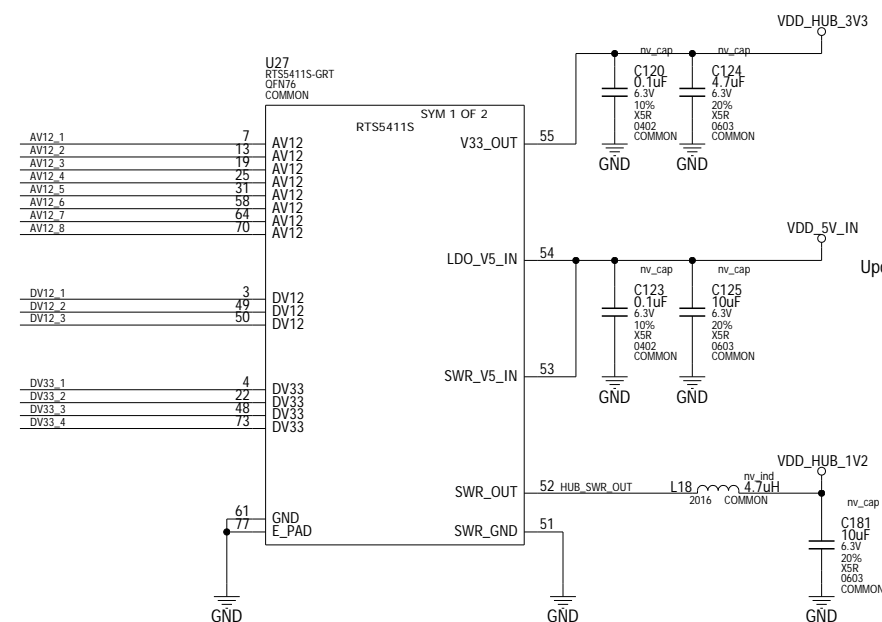 VDD_HUB_3V3
U27
RTS5411S-GRT
QFN76
COMMON
nv_cap
nv_cap
C120
0.1uF
6.3V
10%
X5R
0402
COMMON
C124
4.7uF
6.3V
20%
X5R
0603
COMMON
GND
GND
SYM 1 OF 2
RTS5411S
AV12_1 7 AV12
AV12_2 13 AV12
AV12_3 19 AV12
AV12_4 25 AV12
AV12_5 31 AV12
AV12_6 58 AV12
AV12_7 64 AV12
AV12_8 70 AV12
V33_OUT 55
VDD_5V_IN
LDO_V5_IN 54
Upd
nv_cap
nv_cap
C123
0.1uF
6.3V
10%
X5R
0402
COMMON
C125
10uF
6.3V
20%
X5R
0603
COMMON
GND
GND
DV12_1 3 DV12
DV12_2 49 DV12
DV12_3 50 DV12
SWR_V5_IN 53
DV33_1 4 DV33
DV33_2 22 DV33
DV33_3 48 DV33
DV33_4 73 DV33
VDD_HUB_1V2
SWR_OUT 52 HUB_SWR_OUT
L18
nv_ind
4.7uH
2016 COMMON
nv_cap
C181
10uF
6.3V
20%
X5R
0603
COMMON
61 GND
77 E_PAD
SWR_GND 51
GND
GND
GND